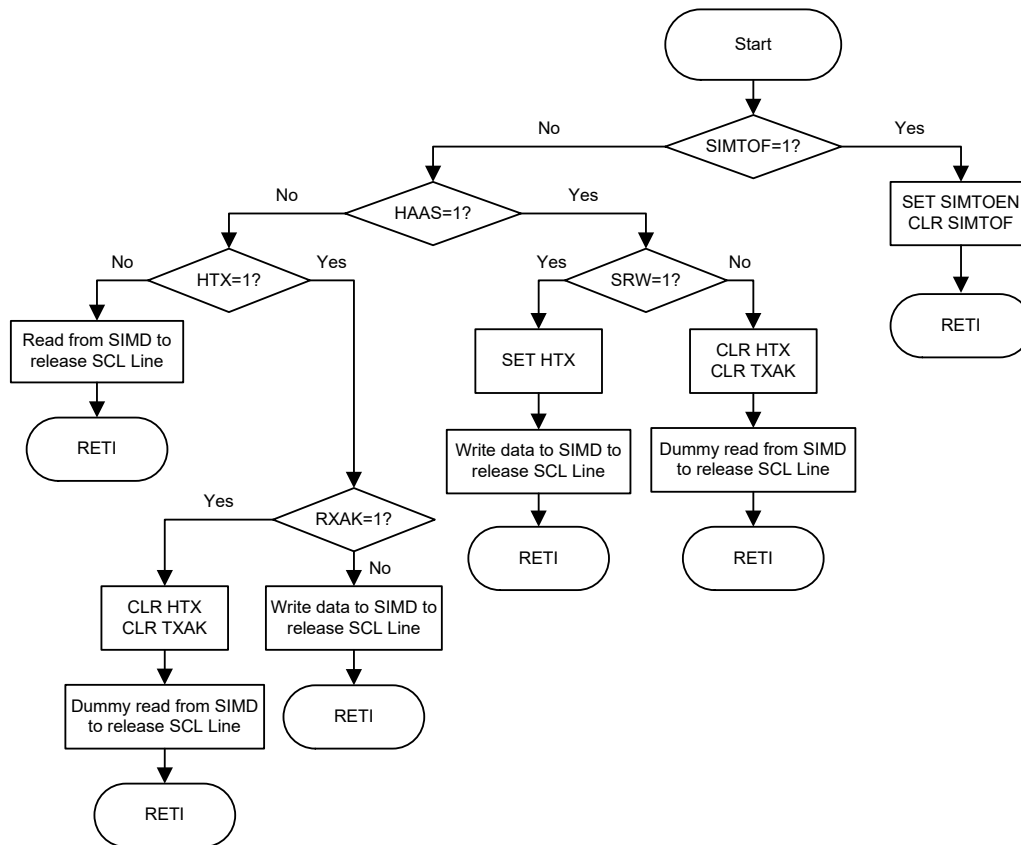 Start
SIMTOF=1?
No
Yes
SET SIMTOEN
CLR SIMTOF
RETI
HAAS=1?
No
Yes
HTX=1?
No
Yes
SRW=1?
Yes
No
Read from SIMD to
release SCL Line
RETI
SET HTX
CLR HTX
CLR TXAK
Write data to SIMD to
release SCL Line
Dummy read from SIMD
to release SCL Line
RETI
RETI
RXAK=1?
Yes
No
CLR HTX
CLR TXAK
Write data to SIMD to
release SCL Line
Dummy read from SIMD
to release SCL Line
RETI
RETI